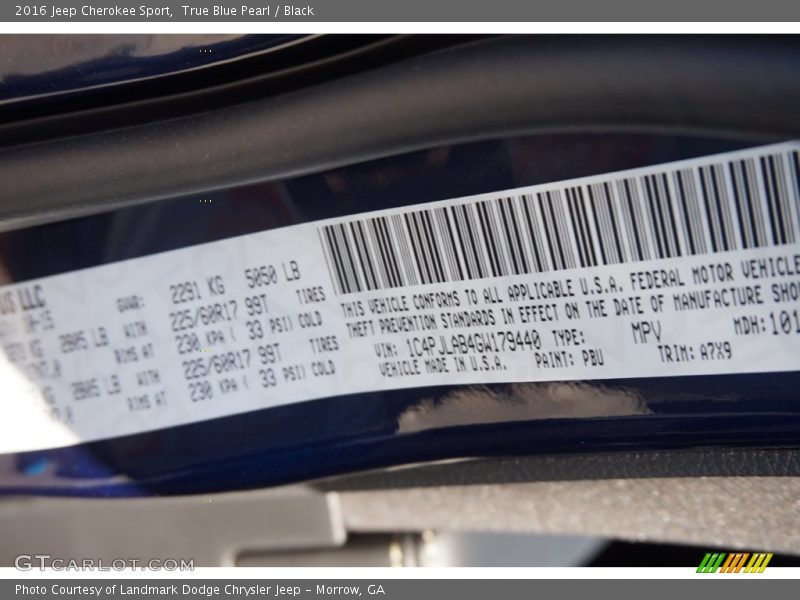 2016 Jeep Cherokee Sport, True Blue Pearl / Black
US LLC
GVWR: 2291 KG 5050 LB
LB WITH 225/60R17 99T TIRES
KG RIMS AT 230 KPA ( 33 PSI) COLD
LB WITH 225/60R17 99T TIRES
KG RIMS AT 230 KPA ( 33 PSI) COLD
THIS VEHICLE CONFORMS TO ALL APPLICABLE U.S.A. FEDERAL MOTOR VEHICLE
THEFT PREVENTION STANDARDS IN EFFECT ON THE DATE OF MANUFACTURE SHO
VIN: 1C4PJLAB4GW179440 TYPE: MPV MDH: 101
VEHICLE MADE IN U.S.A. PAINT: PBU TRIM: A7X9
GTCARLOT.COM
Photo Courtesy of Landmark Dodge Chrysler Jeep – Morrow, GA